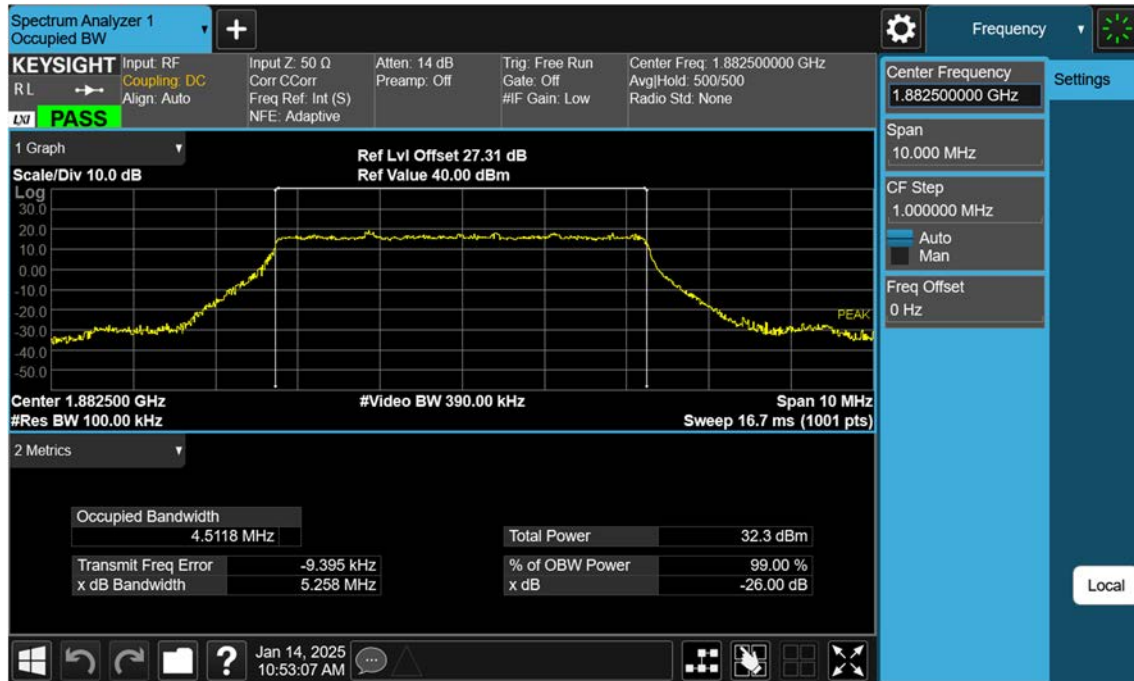 Spectrum Analyzer 1
Occupied BW
+
Frequency
KEYSIGHT
R L
LXI PASS
Input: RF
Coupling: DC
Align: Auto
Input Z: 50 Ω
Corr CCorr
Freq Ref: Int (S)
NFE: Adaptive
Atten: 14 dB
Preamp: Off
Trig: Free Run
Gate: Off
#IF Gain: Low
Center Freq: 1.882500000 GHz
Avg|Hold: 500/500
Radio Std: None
Center Frequency
1.882500000 GHz
Settings
Span
10.000 MHz
CF Step
1.000000 MHz
Auto
Man
Freq Offset
0 Hz
Local
1 Graph
Scale/Div 10.0 dB
Ref Lvl Offset 27.31 dB
Ref Value 40.00 dBm
Log
30.0
20.0
10.0
0.00
-10.0
-20.0
-30.0
-40.0
-50.0
PEAK
Center 1.882500 GHz
#Video BW 390.00 kHz
Span 10 MHz
#Res BW 100.00 kHz
Sweep 16.7 ms (1001 pts)
2 Metrics
Occupied Bandwidth
4.5118 MHz
Total Power 32.3 dBm
Transmit Freq Error -9.395 kHz
% of OBW Power 99.00 %
x dB Bandwidth 5.258 MHz
x dB -26.00 dB
?
Jan 14, 2025
10:53:07 AM